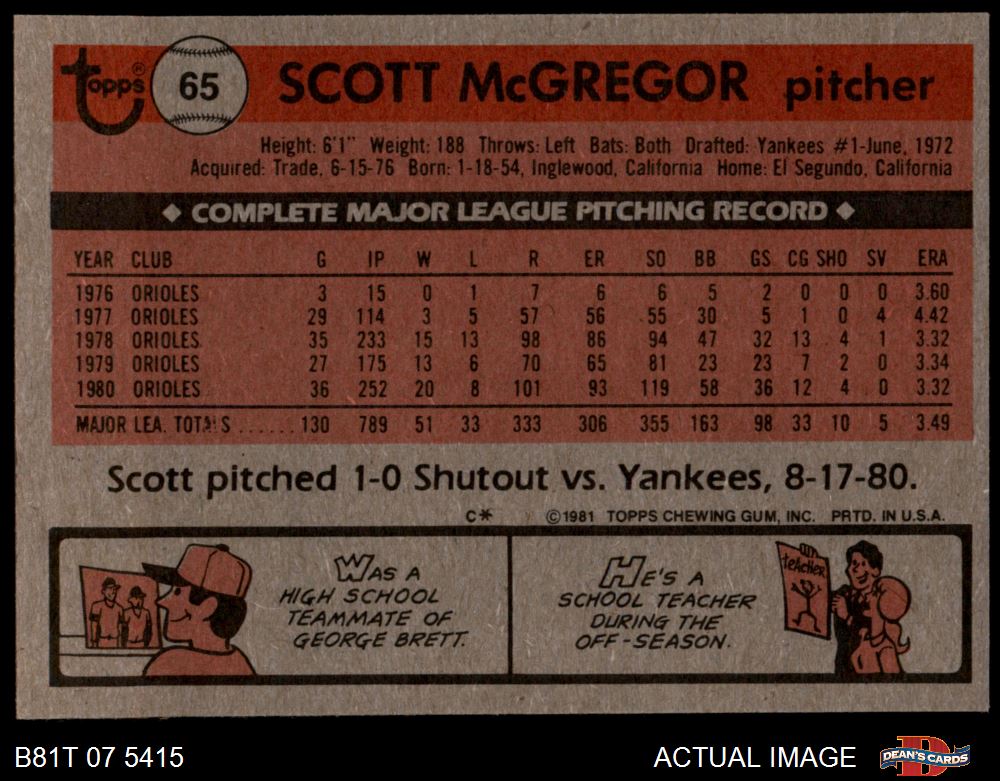 topps® 65 SCOTT McGREGOR pitcher
Height: 6'1" Weight: 188 Throws: Left Bats: Both Drafted: Yankees #1-June, 1972
Acquired: Trade, 6-15-76 Born: 1-18-54, Inglewood, California Home: El Segundo, California
◆ COMPLETE MAJOR LEAGUE PITCHING RECORD ◆
YEAR CLUB G IP W L R ER SO BB GS CG SHO SV ERA
1976 ORIOLES 3 15 0 1 7 6 6 5 2 0 0 0 3.60
1977 ORIOLES 29 114 3 5 57 56 55 30 5 1 0 4 4.42
1978 ORIOLES 35 233 15 13 98 86 94 47 32 13 4 1 3.32
1979 ORIOLES 27 175 13 6 70 65 81 23 23 7 2 0 3.34
1980 ORIOLES 36 252 20 8 101 93 119 58 36 12 4 0 3.32
MAJOR LEA. TOTALS ...... 130 789 51 33 333 306 355 163 98 33 10 5 3.49
Scott pitched 1-0 Shutout vs. Yankees, 8-17-80.
C* ©1981 TOPPS CHEWING GUM, INC. PRTD. IN U.S.A.
WAS A
HIGH SCHOOL
TEAMMATE OF
GEORGE BRETT.
HE'S A
SCHOOL TEACHER
DURING THE
OFF-SEASON.
teacher
B81T 07 5415 ACTUAL IMAGE DEAN'S CARDS